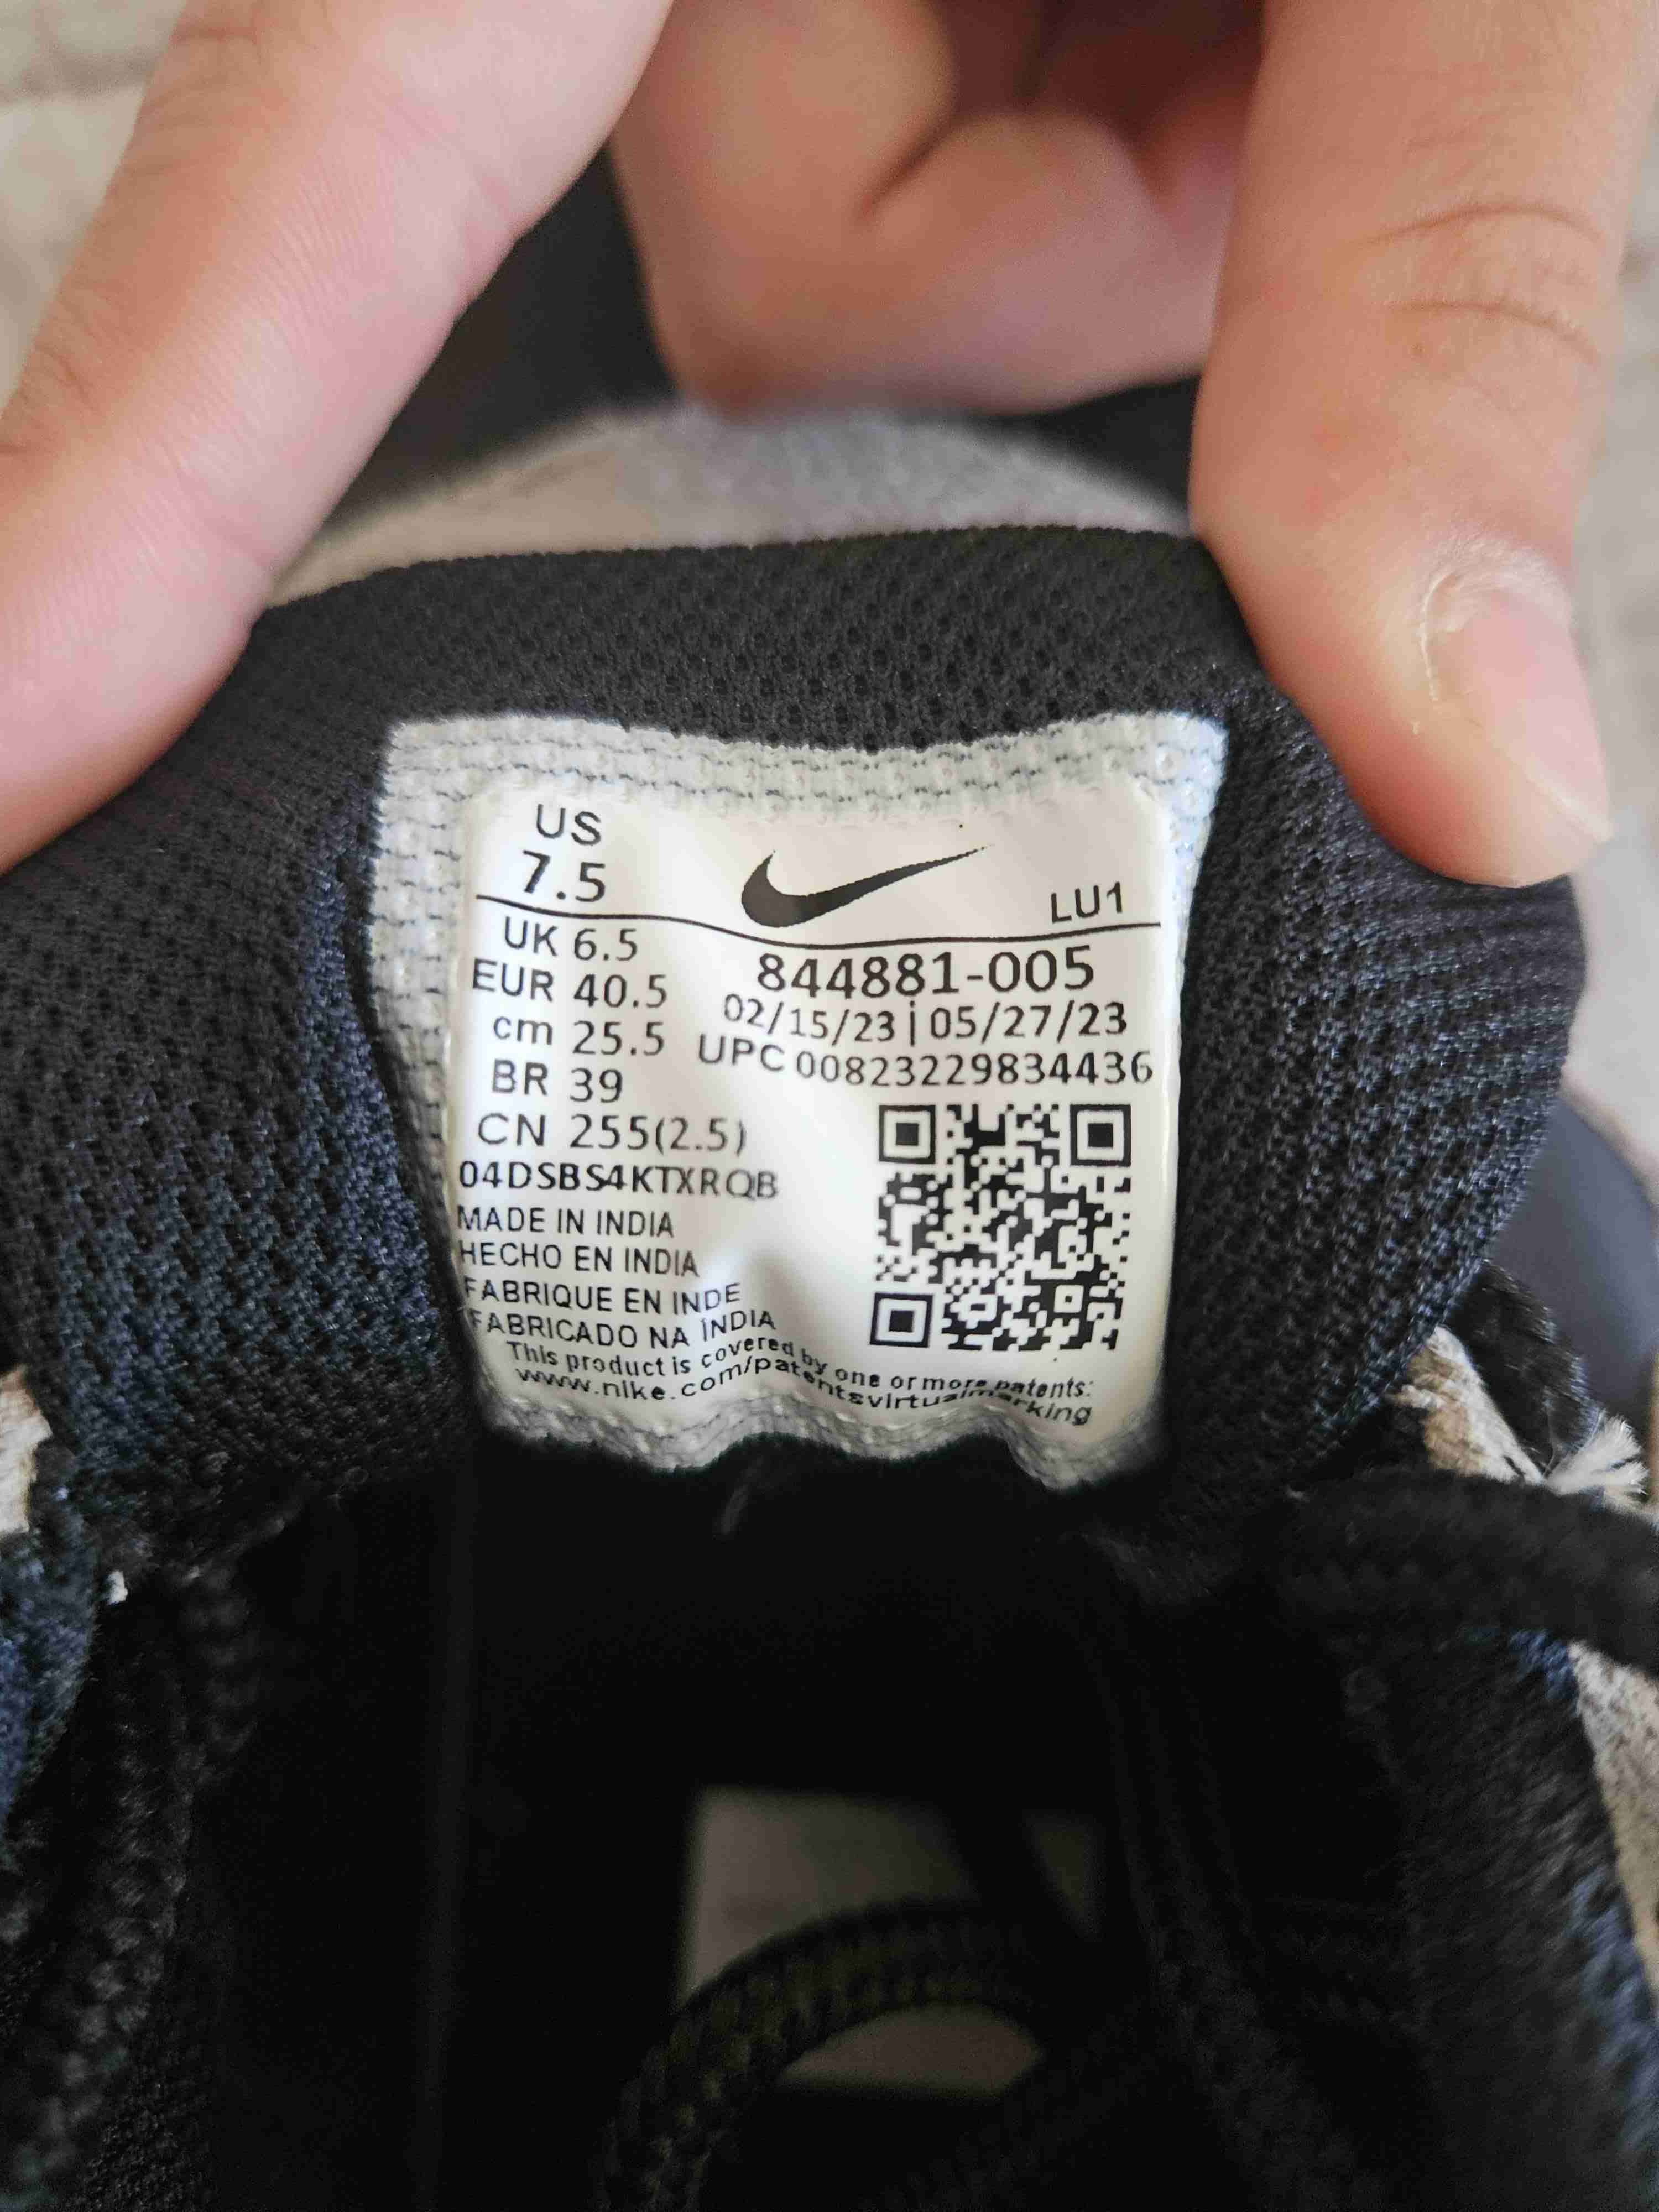 US
7.5
LU1
UK 6.5
EUR 40.5
cm 25.5
BR 39
CN 255(2.5)
844881-005
02/15/23 | 05/27/23
UPC 00823229834436
04DSBS4KTXRQB
MADE IN INDIA
HECHO EN INDIA
FABRIQUE EN INDE
FABRICADO NA ÍNDIA
This product is covered by one or more patents:
www.nike.com/patentsvirtualmarking